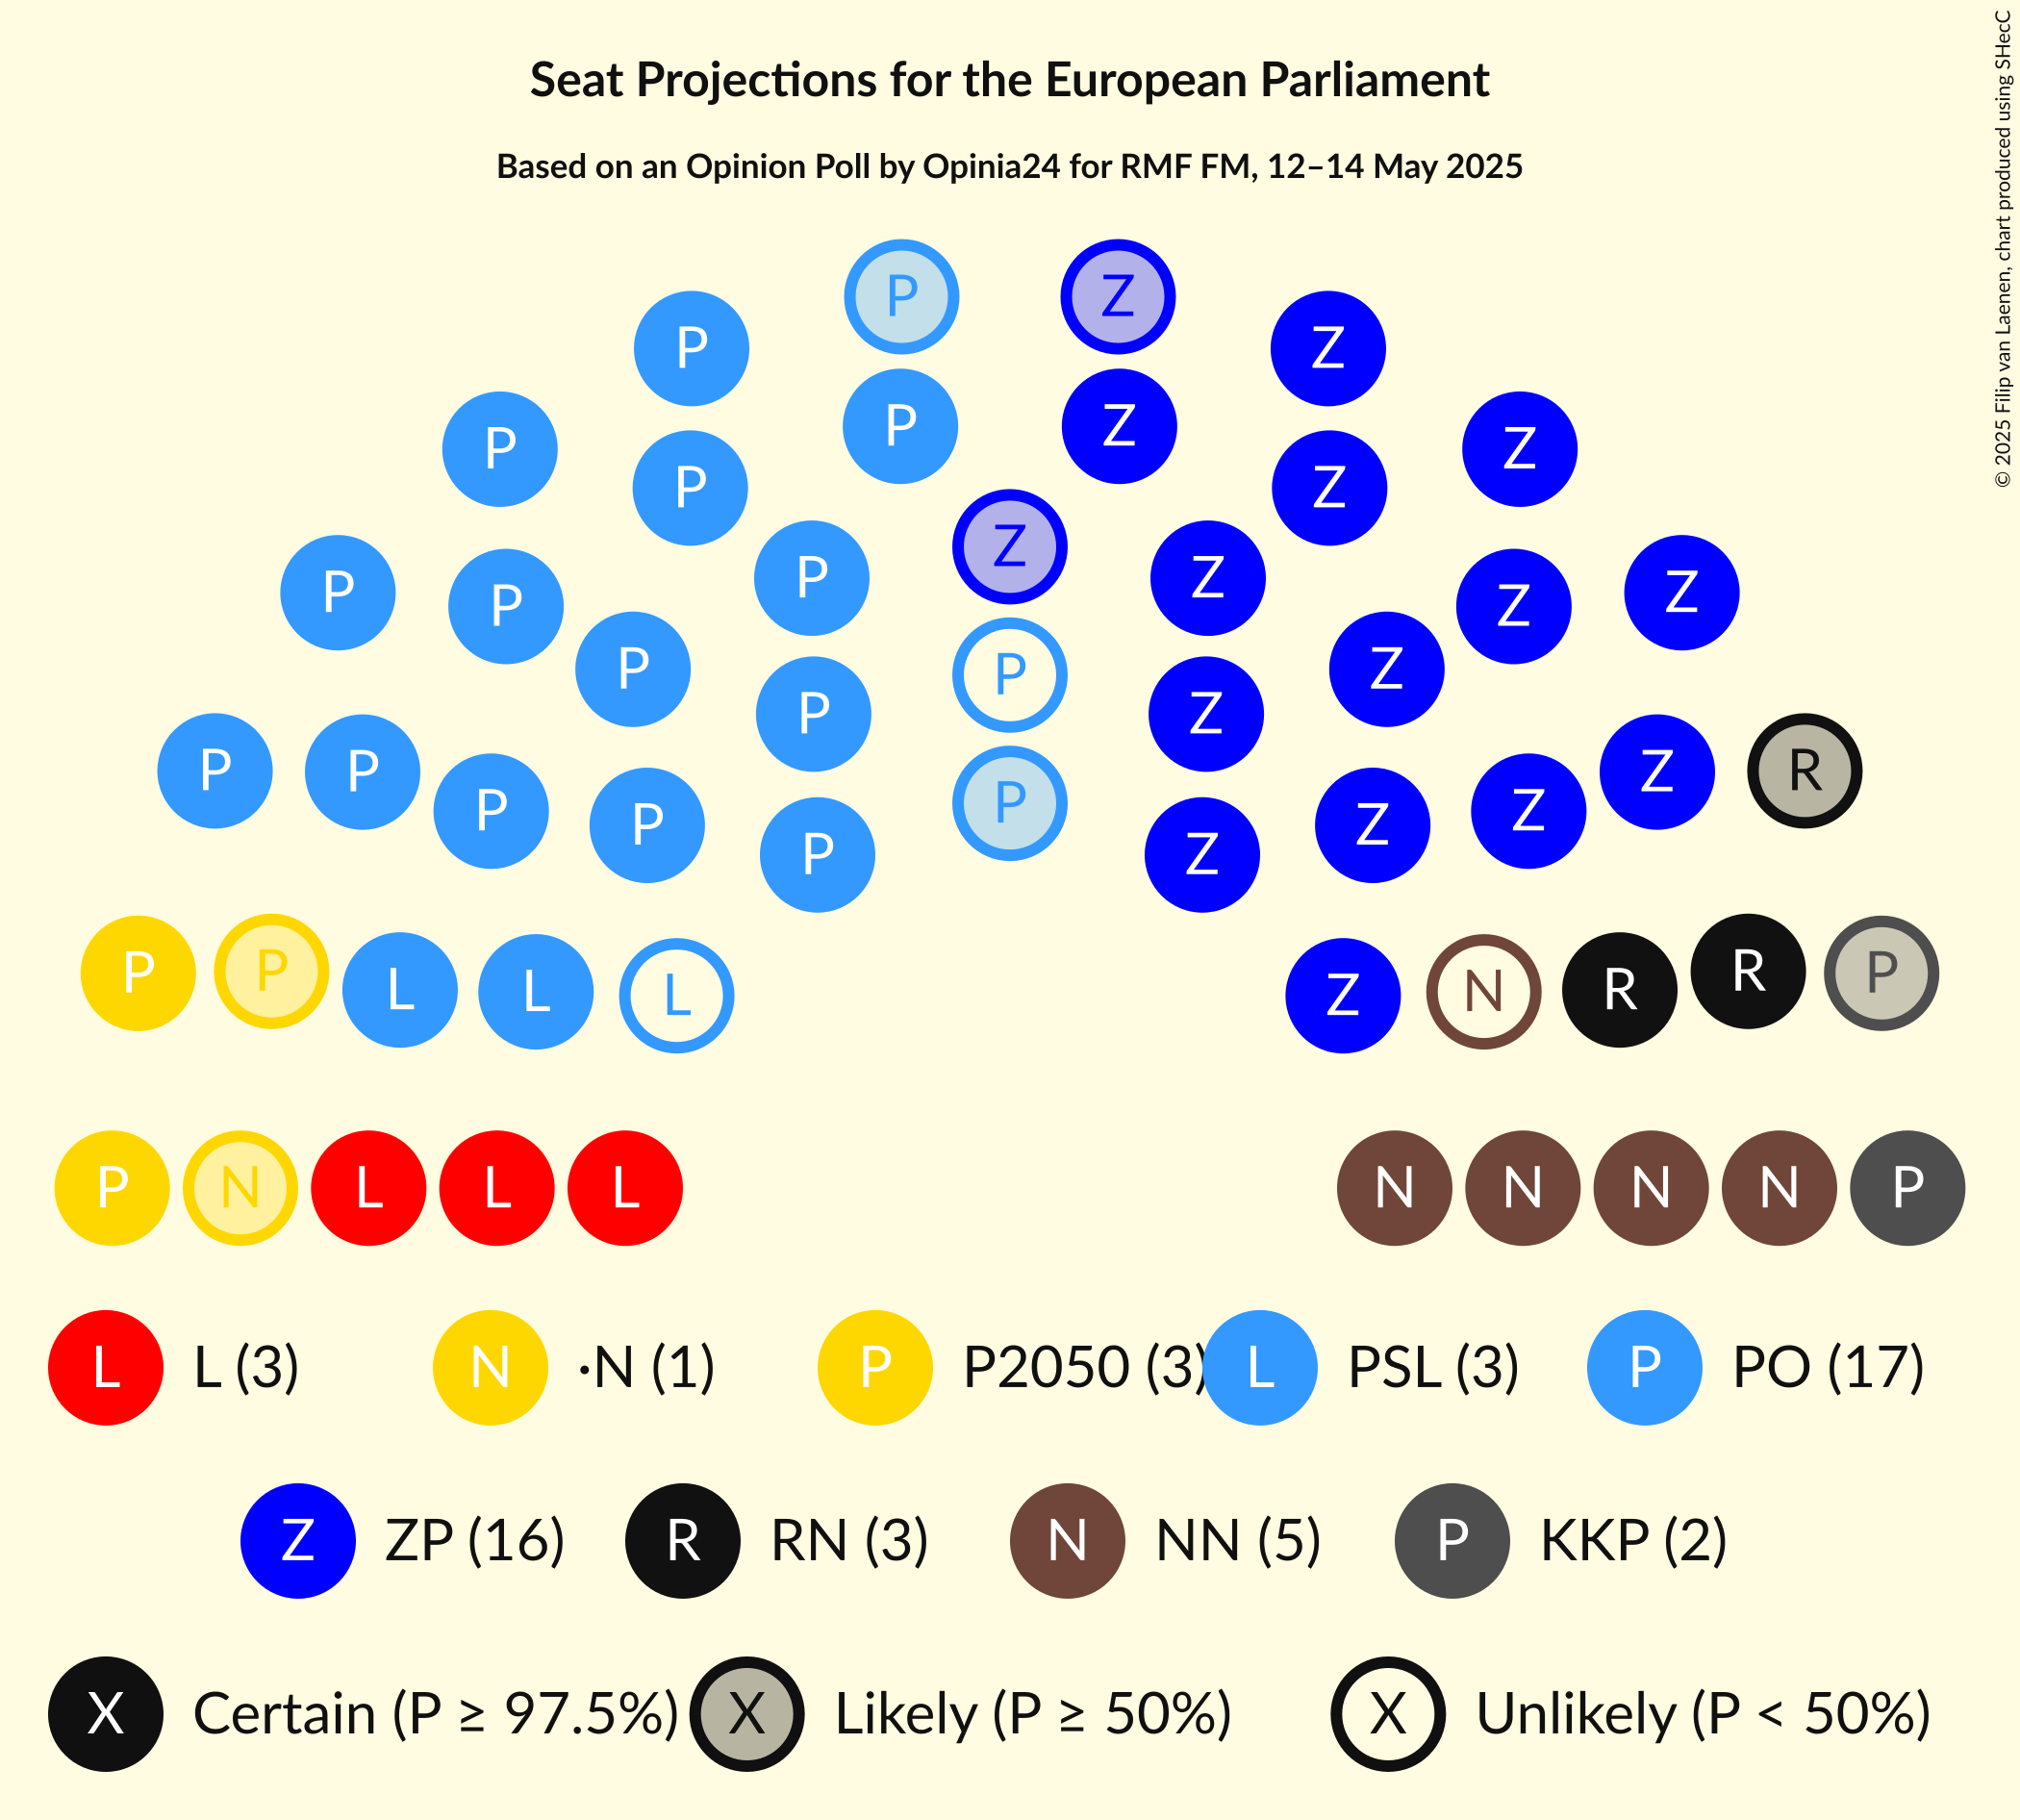 Seat Projections for the European Parliament
Based on an Opinion Poll by Opinia24 for RMF FM, 12–14 May 2025
© 2025 Filip van Laenen, chart produced using SHecC
P Z
P Z
P P Z Z
P P Z Z
Z
P Z
P P Z Z
P Z
P
P Z
P P Z R
P
P P Z Z
P Z
P P L L L Z N R R P
P N L L L N N N N P
L L (3) N ·N (1) P P2050 (3) L PSL (3) P PO (17)
Z ZP (16) R RN (3) N NN (5) P KKP (2)
X Certain (P ≥ 97.5%) X Likely (P ≥ 50%) X Unlikely (P < 50%)